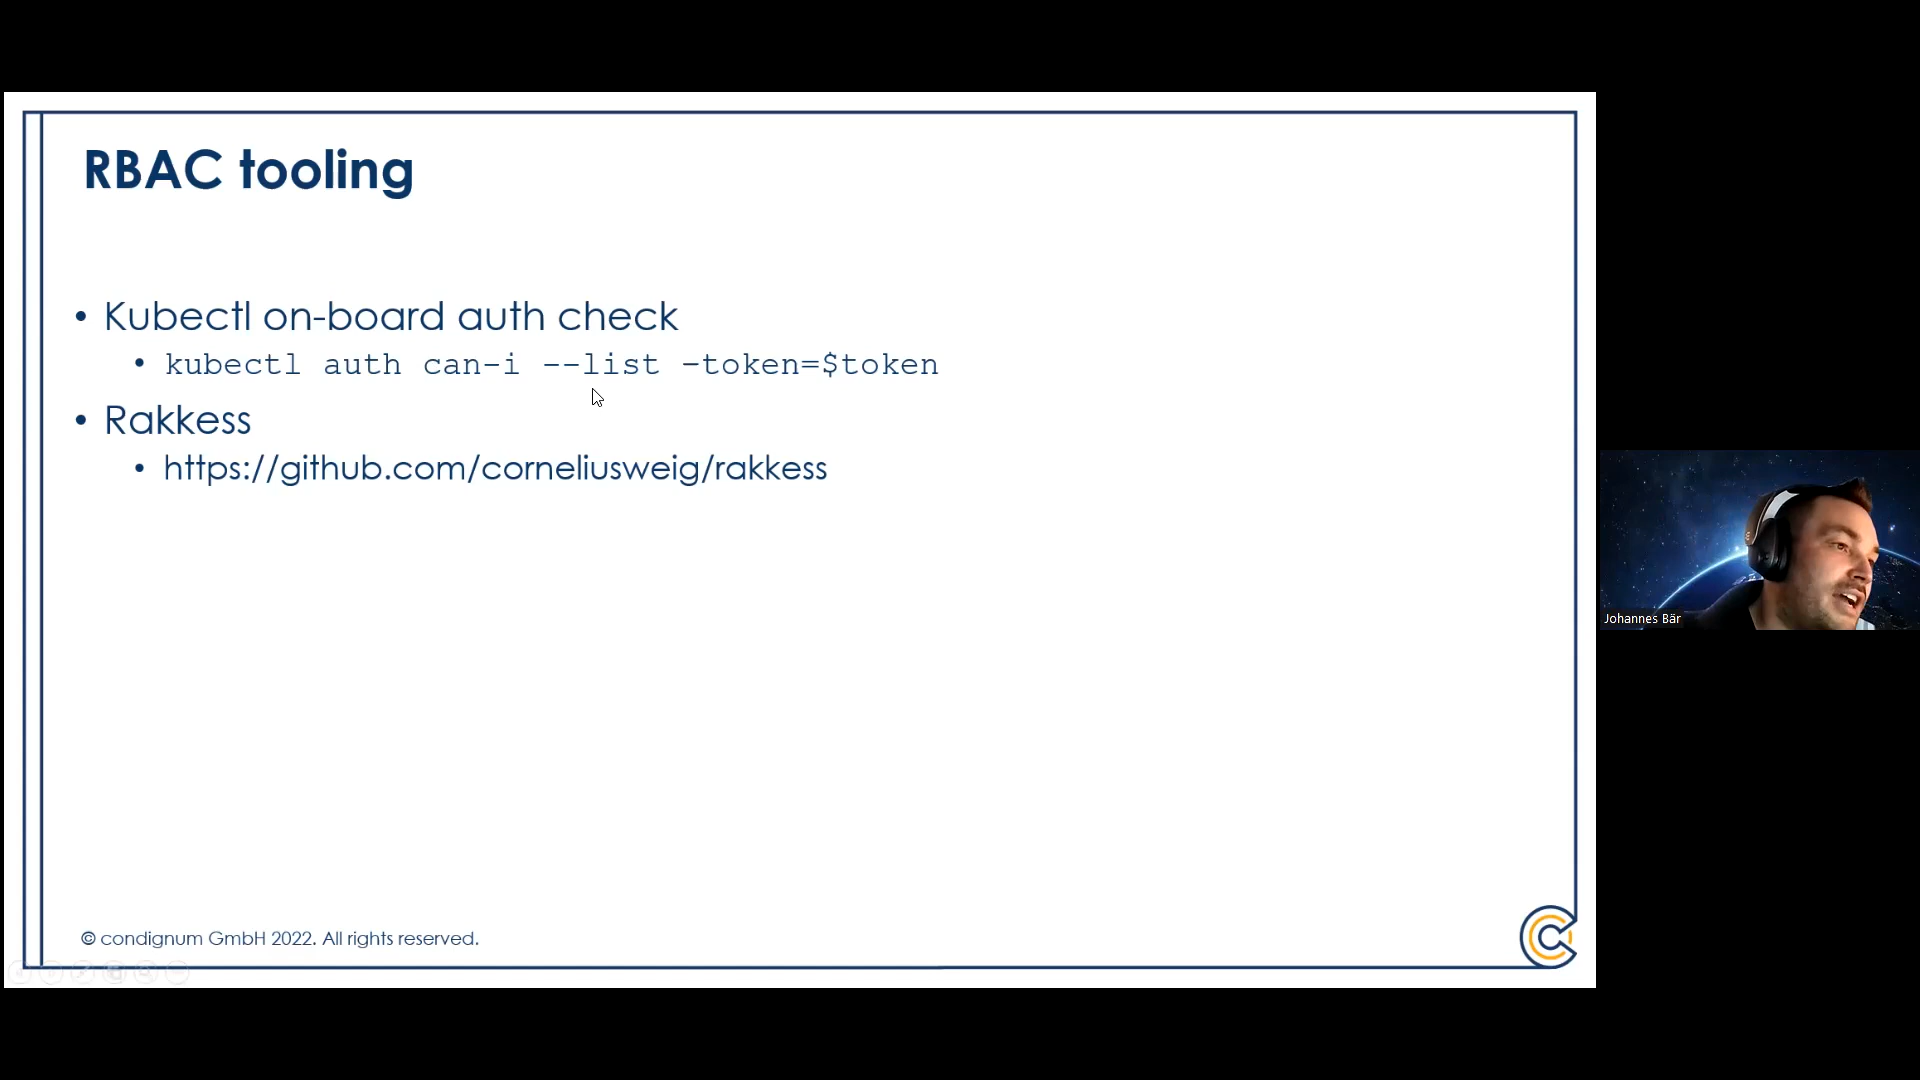 RBAC tooling
• Kubectl on-board auth check
• kubectl auth can-i --list –token=$token
• Rakkess
• https://github.com/corneliusweig/rakkess
Johannes Bär
© condignum GmbH 2022. All rights reserved.